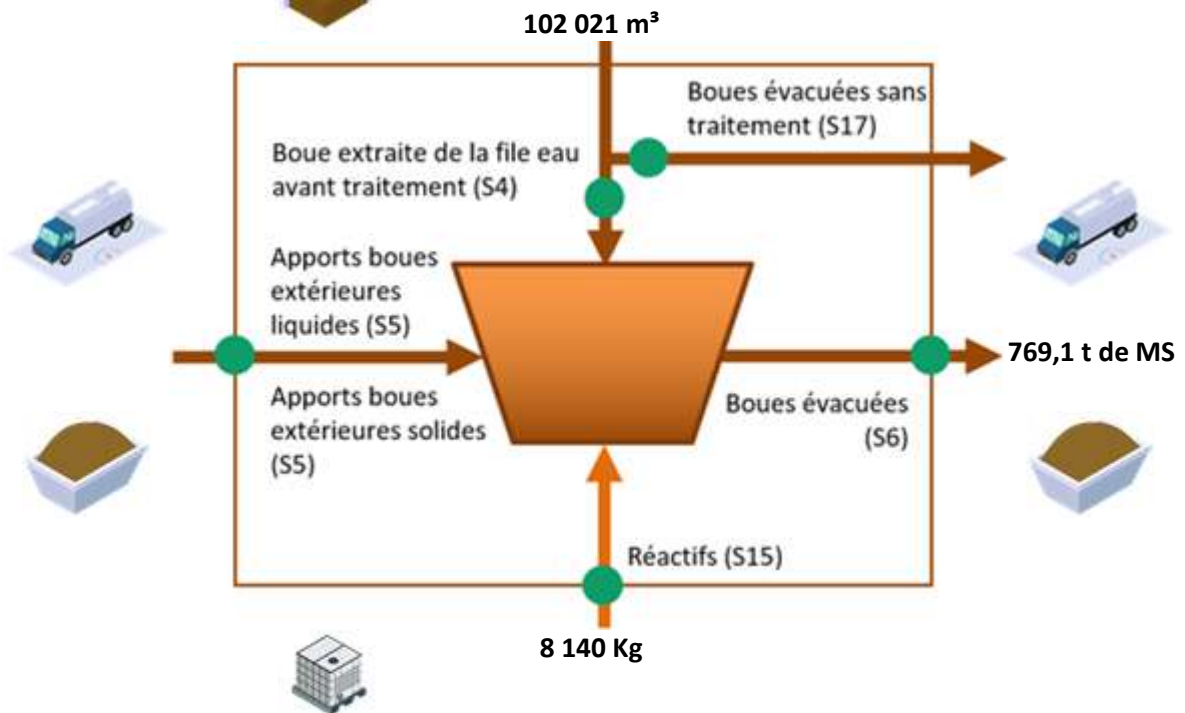 102 021 m³
Boues évacuées sans
traitement (S17)
Boue extraite de la file eau
avant traitement (S4)
Apports boues
extérieures
liquides (S5)
769,1 t de MS
Apports boues
extérieures solides
(S5)
Boues évacuées
(S6)
Réactifs (S15)
8 140 Kg